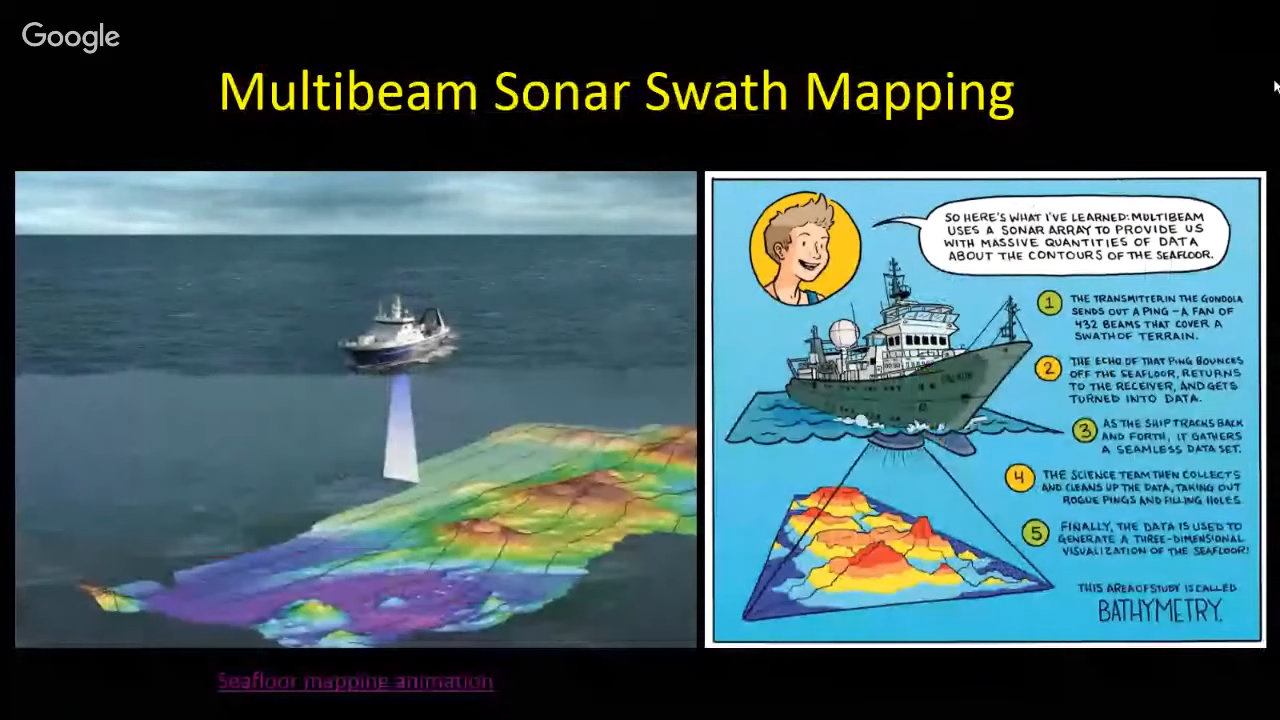 Google
Multibeam Sonar Swath Mapping
SO HERE'S WHAT I'VE LEARNED: MULTIBEAM
USES A SONAR ARRAY TO PROVIDE US
WITH MASSIVE QUANTITIES OF DATA
ABOUT THE CONTOURS OF THE SEAFLOOR.
1 THE TRANSMITTER IN THE GONDOLA
SENDS OUT A PING - A FAN OF
432 BEAMS THAT COVER A
SWATH OF TERRAIN.
2 THE ECHO OF THAT PING BOUNCES
OFF THE SEAFLOOR, RETURNS
TO THE RECEIVER, AND GETS
TURNED INTO DATA.
3 AS THE SHIP TRACKS BACK
AND FORTH, IT GATHERS
A SEAMLESS DATA SET.
4 THE SCIENCE TEAM THEN COLLECTS
AND CLEANS UP THE DATA, TAKING OUT
ROGUE PINGS AND FILLING HOLES.
5 FINALLY, THE DATA IS USED TO
GENERATE A THREE-DIMENSIONAL
VISUALIZATION OF THE SEAFLOOR!
THIS AREA OF STUDY IS CALLED
BATHYMETRY.
Seafloor mapping animation